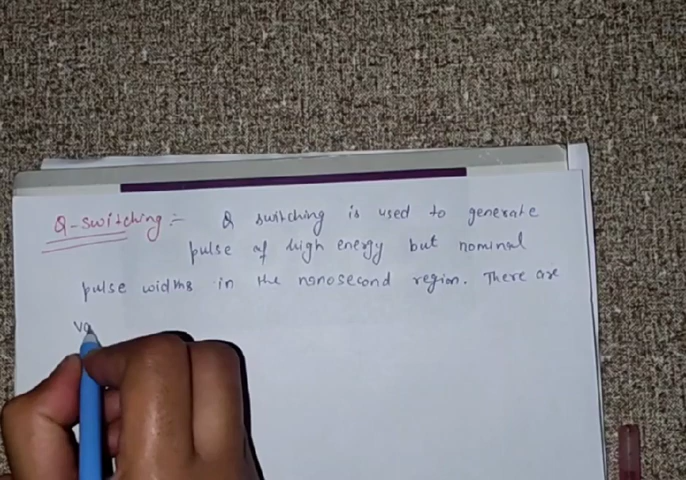 Q-switching :- Q switching is used to generate
pulse of high energy but nominal
pulse widths in the nanosecond region. There are
va